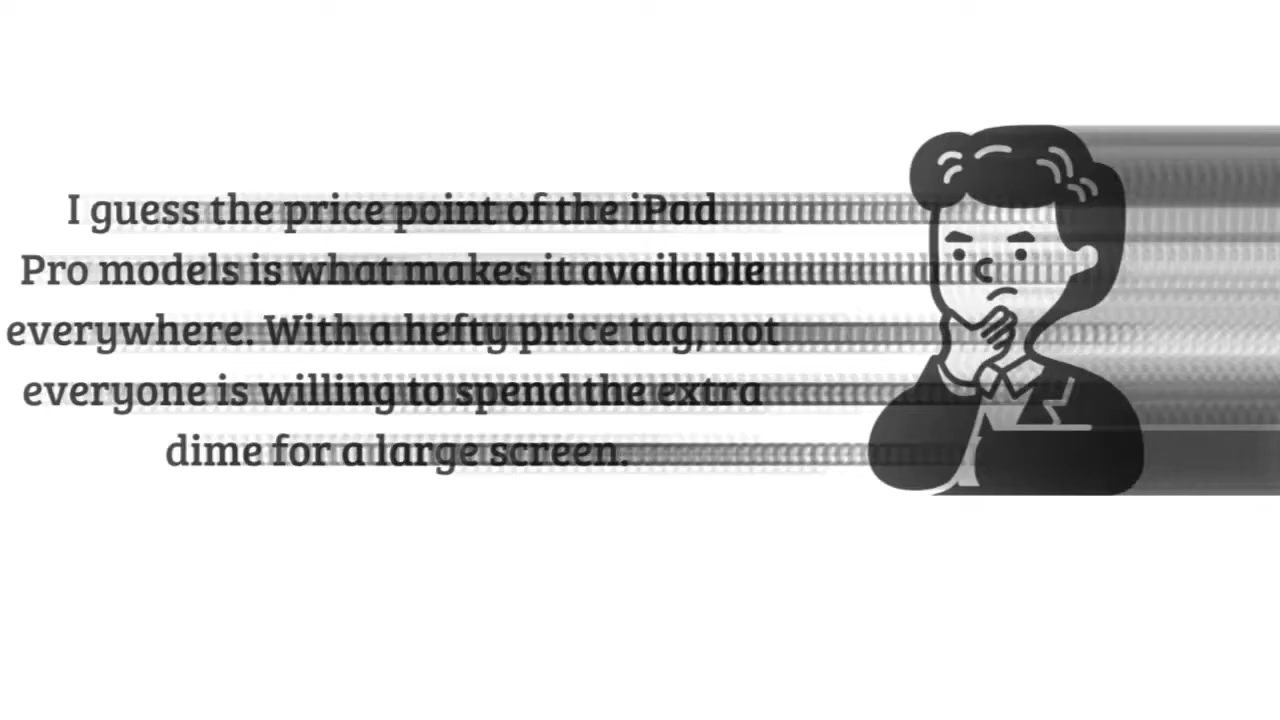 I guess the price point of the iPad
Pro models is what makes it available
everywhere. With a hefty price tag, not
everyone is willing to spend the extra
dime for a large screen.